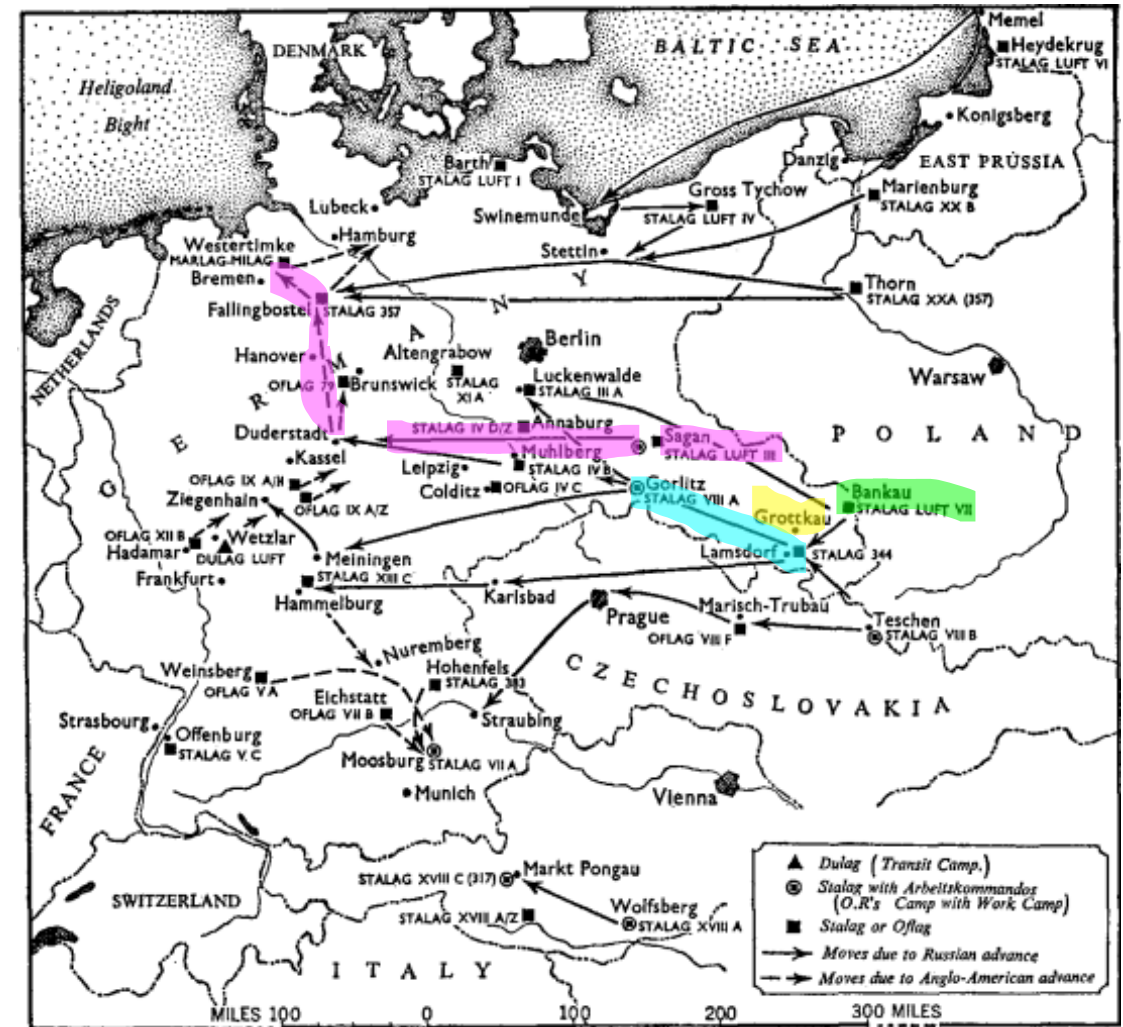 Memel
DENMARK
BALTIC SEA
Heydekrug
STALAG LUFT VI
Heligoland
Bight
Konigsberg
Barth
STALAG LUFT I
Danzig
EAST PRUSSIA
Gross Tychow
STALAG LUFT IV
Marienburg
STALAG XX B
Lubeck
Swinemunde
Hamburg
Westertimke
MARLAG-MILAG
Stettin
Bremen
Thorn
STALAG XXA (357)
Fallingbostel
STALAG 357
NETHERLANDS
GERMANY
Hanover
Altengrabow
STALAG
XI A
Berlin
OFLAG 79
Brunswick
Luckenwalde
STALAG III A
Warsaw
STALAG IV D/Z
Annaburg
Duderstadt
Sagan
STALAG LUFT III
POLAND
Kassel
Leipzig
Muhlberg
STALAG IV B
OFLAG IX A/H
Colditz
OFLAG IV C
Gorlitz
STALAG VIII A
Bankau
STALAG LUFT VII
Ziegenhain
OFLAG IX A/Z
Grottkau
OFLAG XII B
Wetzlar
Hadamar
DULAG LUFT
Lamsdorf
STALAG 344
Meiningen
Frankfurt
STALAG XIII C
Hammelburg
Karlsbad
Prague
Marisch-Trubau
OFLAG VIII F
Teschen
STALAG VIII B
Nuremberg
Weinsberg
OFLAG V A
Hohenfels
STALAG 383
CZECHOSLOVAKIA
Eichstatt
OFLAG VII B
Strasbourg
Offenburg
STALAG V. C
Straubing
Moosburg
STALAG VII A
FRANCE
Munich
Vienna
Markt Pongau
STALAG XVIII C (317)
SWITZERLAND
STALAG XVIII A/Z
Wolfsberg
STALAG XVIII A
ITALY
Dulag (Transit Camp.)
Stalag with Arbeitskommandos
(O.R's Camp with Work Camp)
Stalag or Oflag
Moves due to Russian advance
Moves due to Anglo-American advance
MILES 100 0 100 200 300 MILES